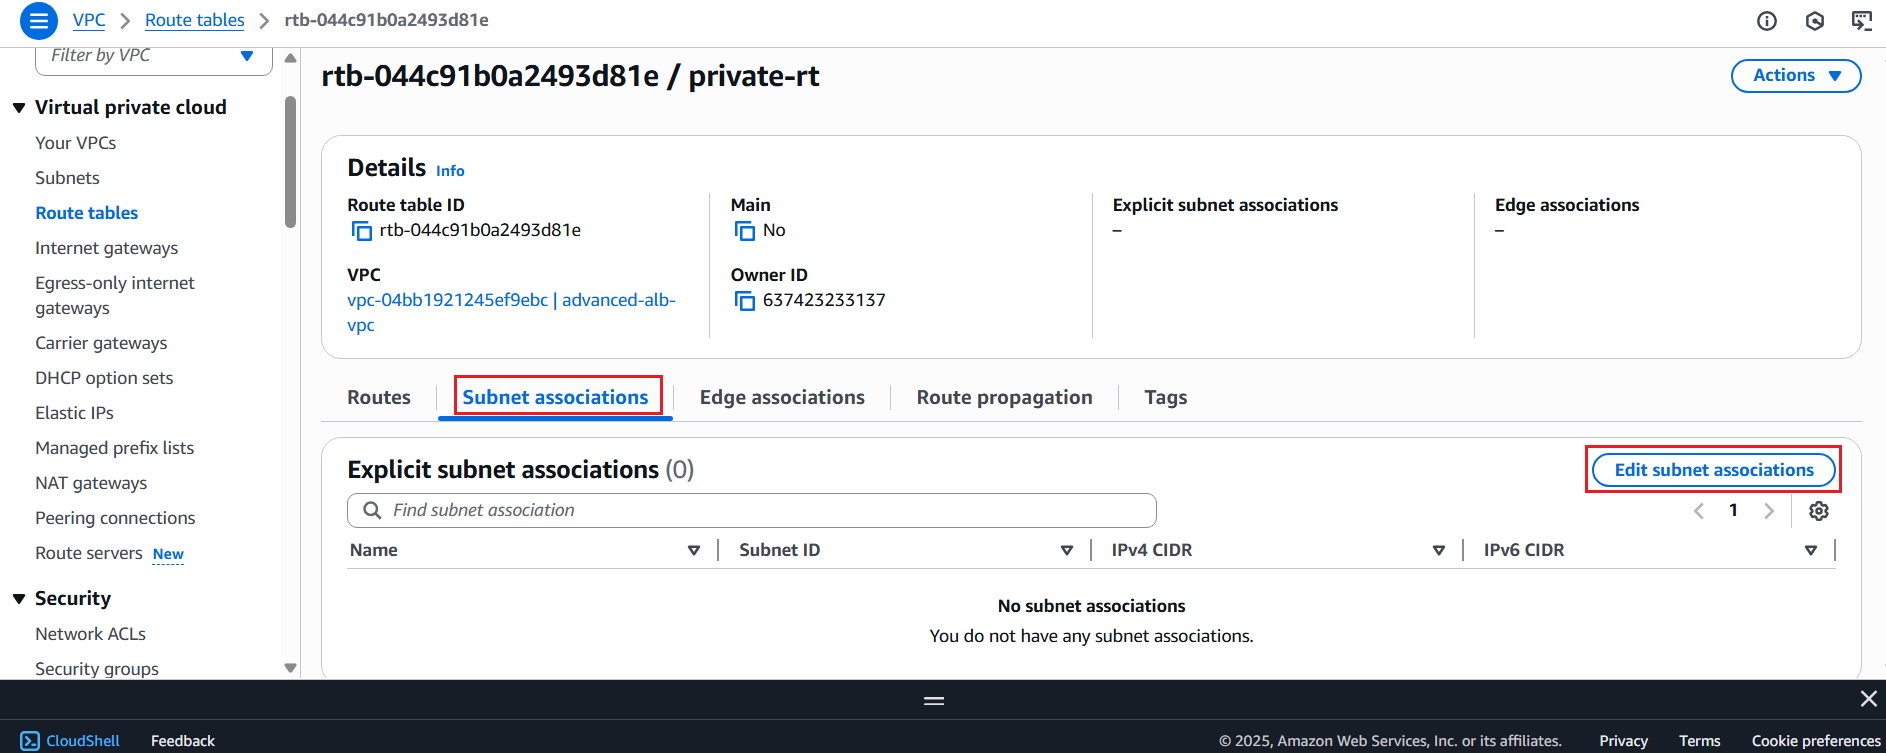 VPC > Route tables > rtb-044c91b0a2493d81e
Filter by VPC
Virtual private cloud
Your VPCs
Subnets
Route tables
Internet gateways
Egress-only internet
gateways
Carrier gateways
DHCP option sets
Elastic IPs
Managed prefix lists
NAT gateways
Peering connections
Route servers New
Security
Network ACLs
Security groups
rtb-044c91b0a2493d81e / private-rt
Actions
Details Info
Route table ID
rtb-044c91b0a2493d81e
Main
No
Explicit subnet associations
–
Edge associations
–
VPC
vpc-04bb1921245ef9ebc | advanced-alb-
vpc
Owner ID
637423233137
Routes Subnet associations Edge associations Route propagation Tags
Explicit subnet associations (0)
Edit subnet associations
Find subnet association
1
Name Subnet ID IPv4 CIDR IPv6 CIDR
No subnet associations
You do not have any subnet associations.
CloudShell Feedback © 2025, Amazon Web Services, Inc. or its affiliates. Privacy Terms Cookie preferences